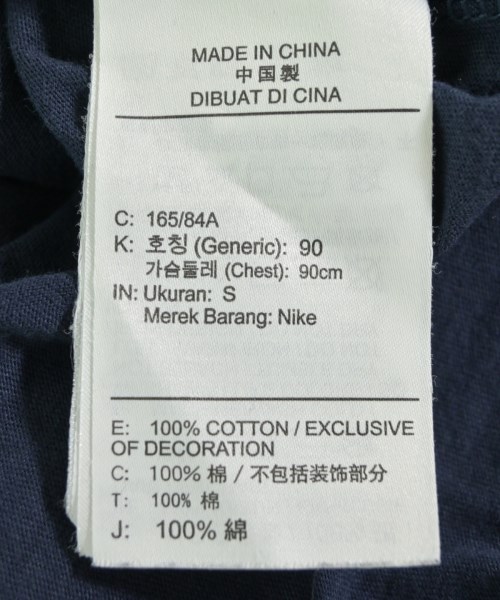 MADE IN CHINA
中国製
DIBUAT DI CINA
C: 165/84A
K: 호칭 (Generic): 90
가슴둘레 (Chest): 90cm
IN: Ukuran: S
Merek Barang: Nike
E: 100% COTTON / EXCLUSIVE
OF DECORATION
C: 100% 棉 / 不包括装饰部分
T: 100% 棉
J: 100% 綿